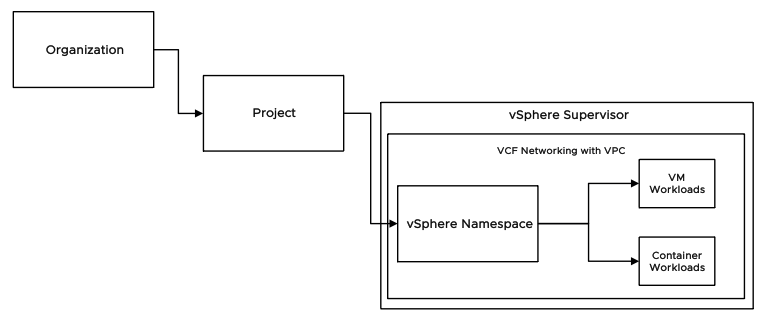 Organization
Project
vSphere Supervisor
VCF Networking with VPC
vSphere Namespace
VM
Workloads
Container
Workloads